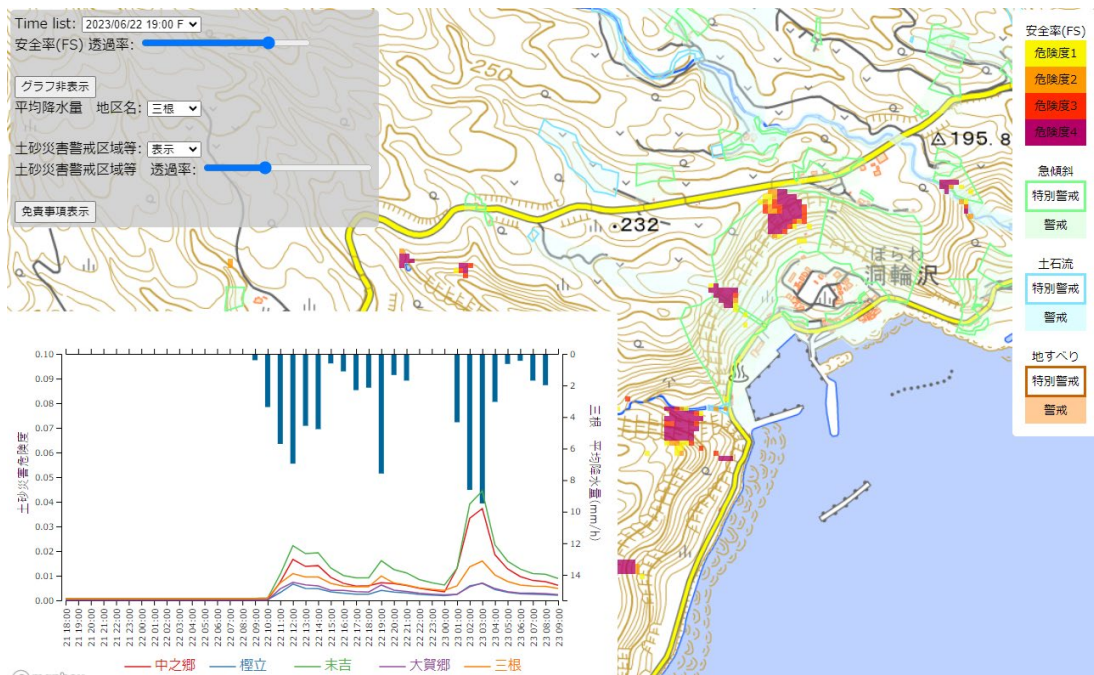 Time list: 2023/06/22 19:00 F
安全率(FS) 透過率:
グラフ非表示
平均降水量 地区名: 三根
土砂災害警戒区域等: 表示
土砂災害警戒区域等 透過率:
免責事項表示
250
232
195.8
ほらわ
洞輪沢
安全率(FS)
危険度1
危険度2
危険度3
危険度4
急傾斜
特別警戒
警戒
土石流
特別警戒
警戒
地すべり
特別警戒
警戒
土砂災害危険度
0.10
0.09
0.08
0.07
0.06
0.05
0.04
0.03
0.02
0.01
0.00
0
2
4
6
8
10
12
14
三根 平均降水量(mm/h)
21 18:00
21 19:00
21 20:00
21 21:00
21 22:00
21 23:00
22 00:00
22 01:00
22 02:00
22 03:00
22 04:00
22 05:00
22 06:00
22 07:00
22 08:00
22 09:00
22 10:00
22 11:00
22 12:00
22 13:00
22 14:00
22 15:00
22 16:00
22 17:00
22 18:00
22 19:00
22 20:00
22 21:00
22 22:00
22 23:00
23 00:00
23 01:00
23 02:00
23 03:00
23 04:00
23 05:00
23 06:00
23 07:00
23 08:00
23 09:00
中之郷 樫立 末吉 大賀郷 三根